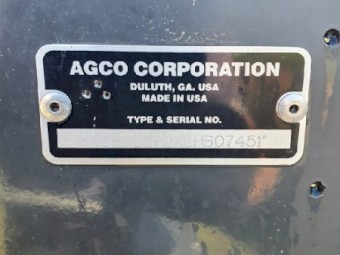 AGCO CORPORATION
DULUTH, GA. USA
MADE IN USA
TYPE & SERIAL NO.